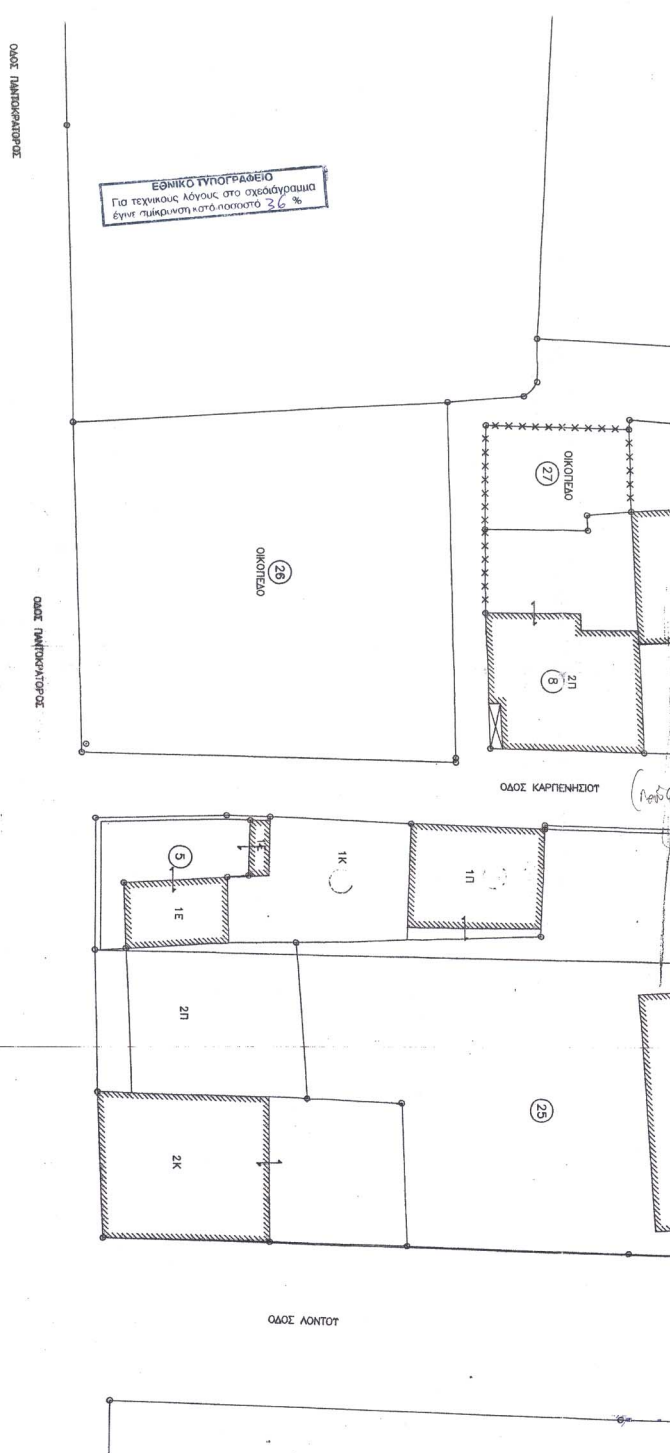 ΟΔΟΣ ΠΑΝΤΟΚΡΑΤΟΡΟΣ
ΕΘΝΙΚΟ ΤΥΠΟΓΡΑΦΕΙΟ
Για τεχνικους λόγους στο σχεδιάγραμμα
έγινε σμίκρυνση κατά ποσοστό 36 %
ΟΙΚΟΠΕΔΟ
27
26
ΟΙΚΟΠΕΔΟ
ΟΔΟΣ ΠΑΝΤΟΚΡΑΤΟΡΟΣ
2Π
8
ΟΔΟΣ ΚΑΡΠΕΝΗΣΙΟΥ
5
1Ε
1Κ
1Π
1Ε
2Π
25
2Κ
ΟΔΟΣ ΛΟΝΤΟΥ